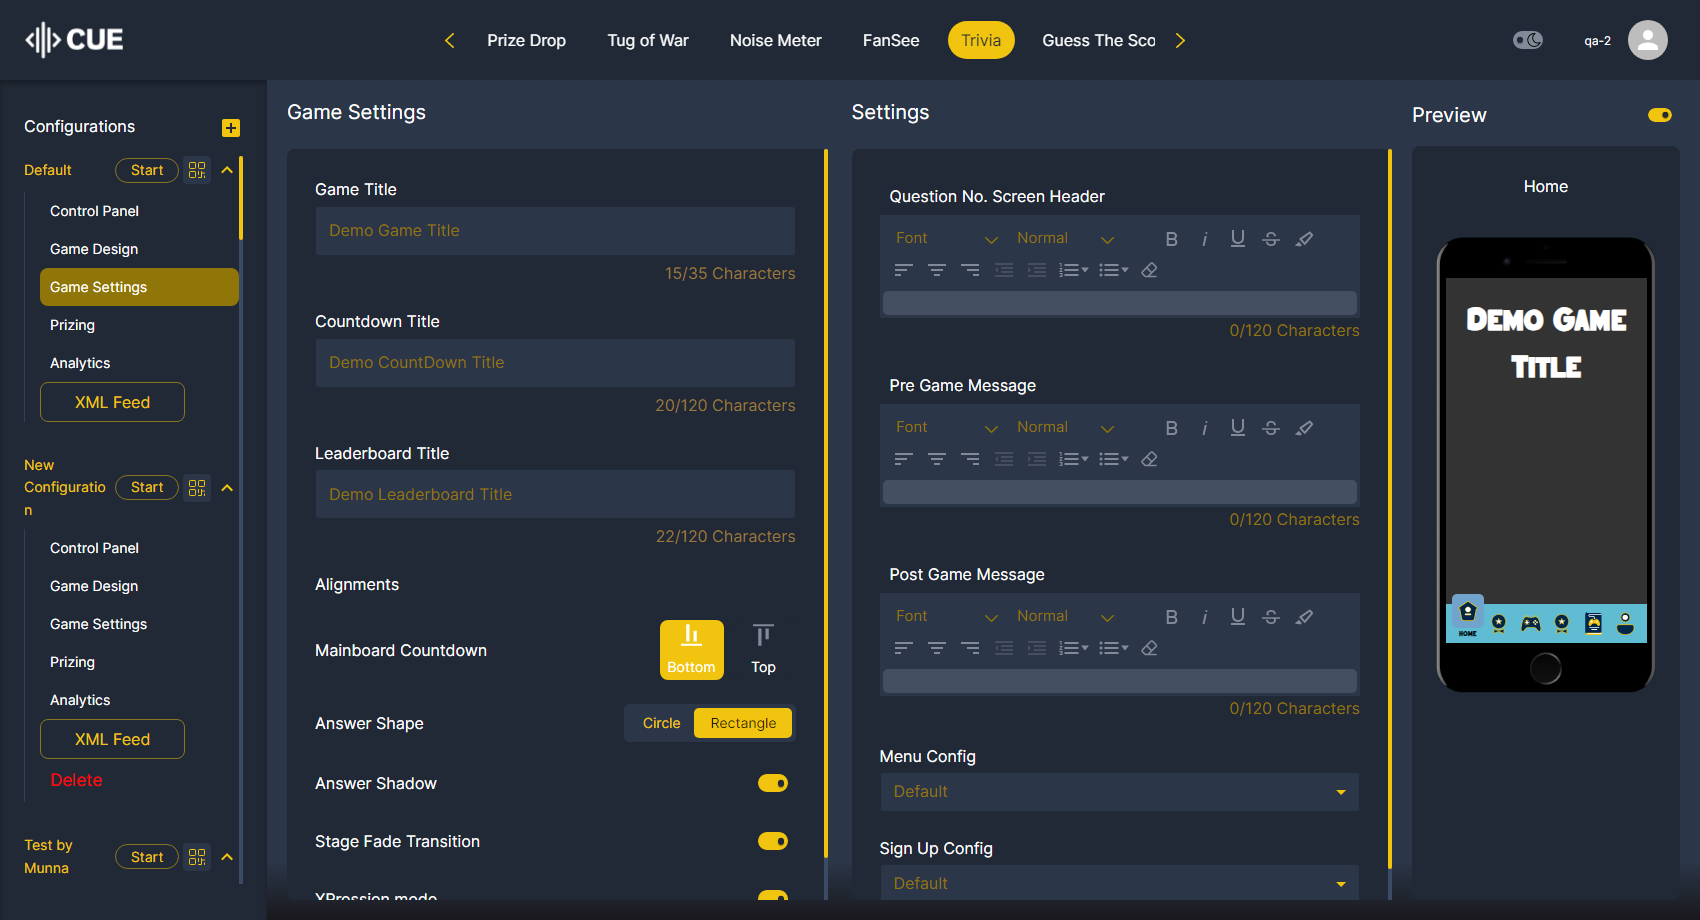 CUE
Prize Drop
Tug of War
Noise Meter
FanSee
Trivia
Guess The Sco
qa-2
Configurations
Default
Start
Control Panel
Game Design
Game Settings
Prizing
Analytics
XML Feed
New
Configuratio
n
Start
Control Panel
Game Design
Game Settings
Prizing
Analytics
XML Feed
Delete
Test by
Munna
Start
Game Settings
Game Title
Demo Game Title
15/35 Characters
Countdown Title
Demo CountDown Title
20/120 Characters
Leaderboard Title
Demo Leaderboard Title
22/120 Characters
Alignments
Mainboard Countdown
Bottom
Top
Answer Shape
Circle
Rectangle
Answer Shadow
Stage Fade Transition
XPression mode
Settings
Question No. Screen Header
Font
Normal
0/120 Characters
Pre Game Message
Font
Normal
0/120 Characters
Post Game Message
Font
Normal
0/120 Characters
Menu Config
Default
Sign Up Config
Default
Preview
Home
Demo Game
Title
HOME